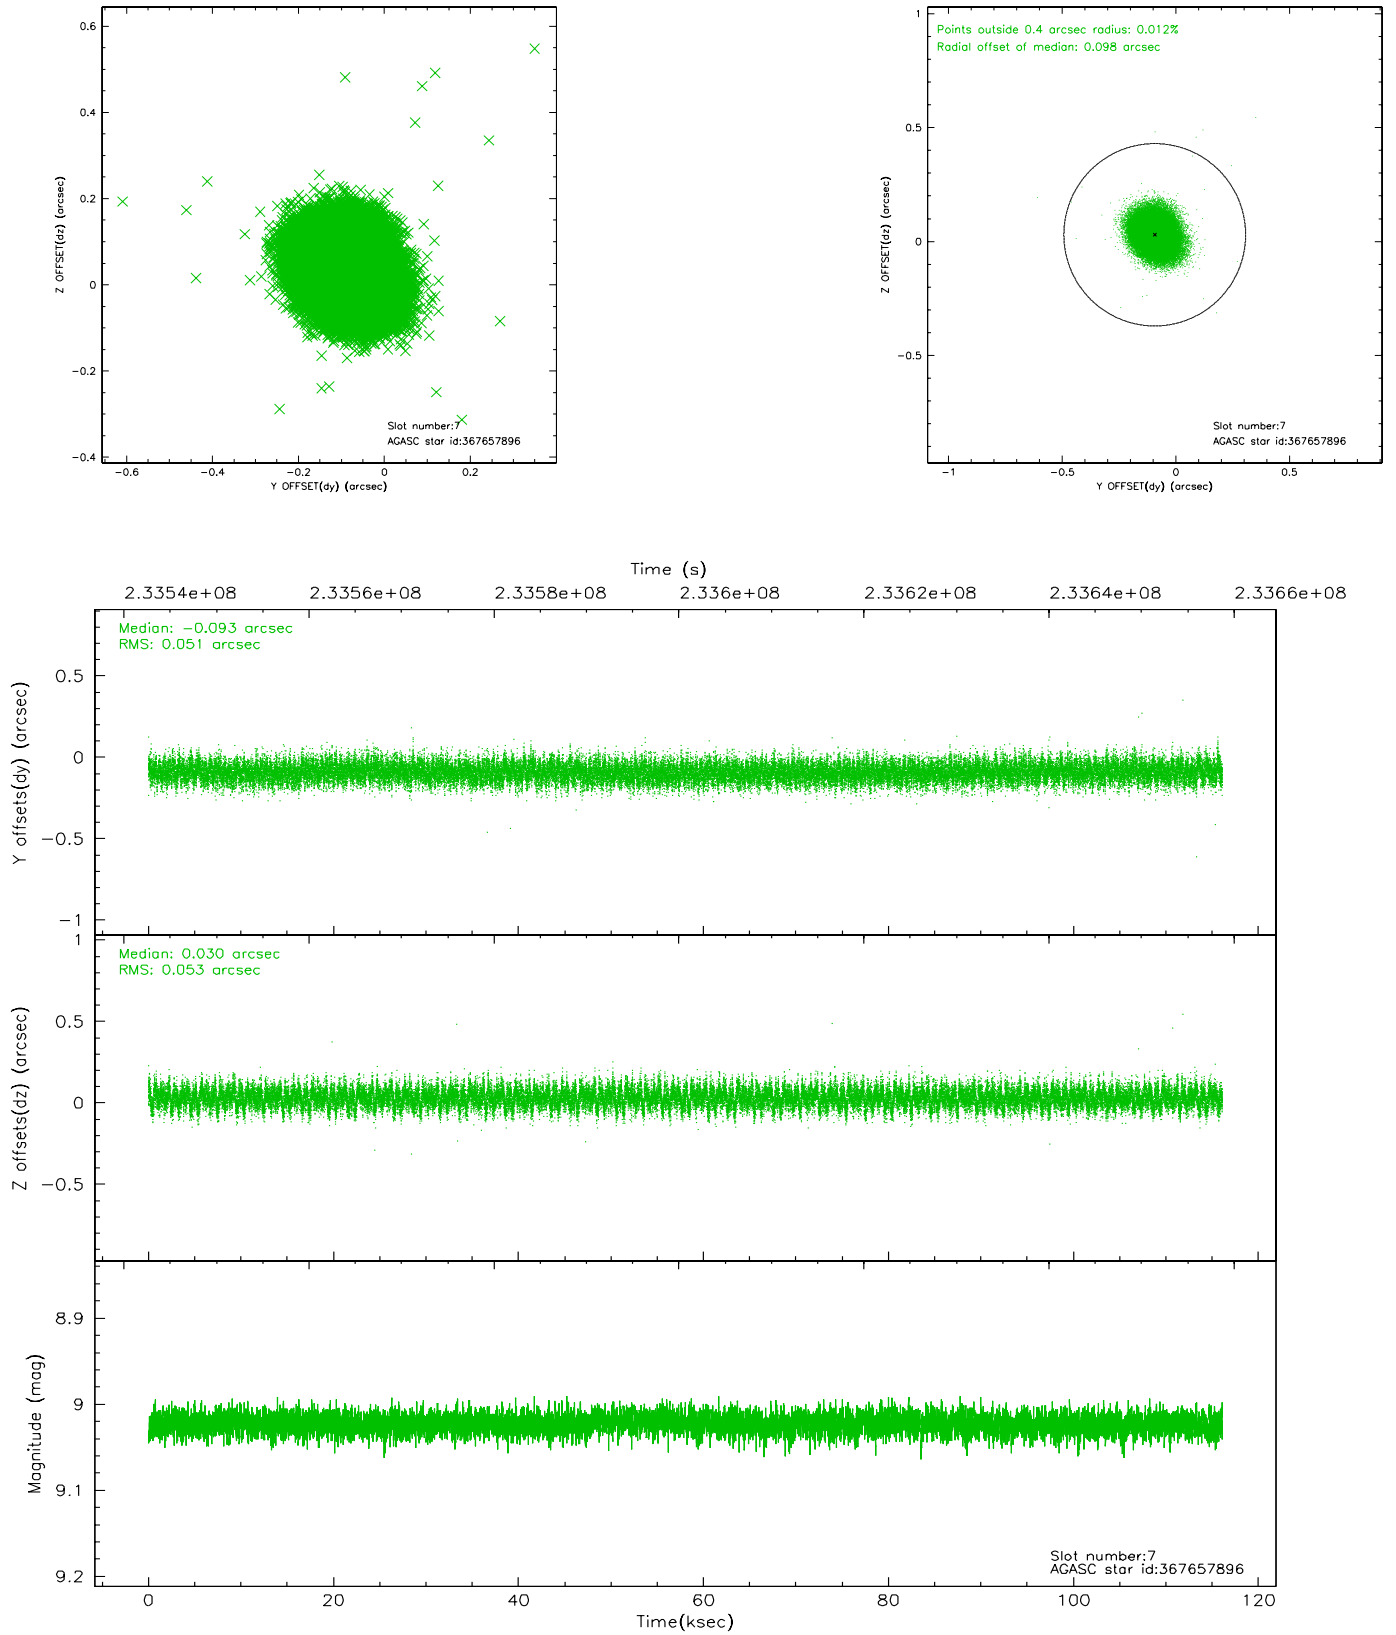 0.6
0.4
0.2
0
−0.2
−0.4
Z OFFSET(dz) (arcsec)
Slot number:7
AGASC star id:367657896
−0.6 −0.4 −0.2 0 0.2
Y OFFSET(dy) (arcsec)
Points outside 0.4 arcsec radius: 0.012%
Radial offset of median: 0.098 arcsec
1
0.5
0
−0.5
Z OFFSET(dz) (arcsec)
Slot number:7
AGASC star id:367657896
−1 −0.5 0 0.5
Y OFFSET(dy) (arcsec)
Time (s)
2.3354e+08 2.3356e+08 2.3358e+08 2.336e+08 2.3362e+08 2.3364e+08 2.3366e+08
Median: −0.093 arcsec
RMS: 0.051 arcsec
0.5
0
−0.5
−1
Y offsets(dy) (arcsec)
Median: 0.030 arcsec
RMS: 0.053 arcsec
1
0.5
0
−0.5
Z offsets(dz) (arcsec)
8.9
9
9.1
9.2
Magnitude (mag)
Slot number:7
AGASC star id:367657896
0 20 40 60 80 100 120
Time(ksec)